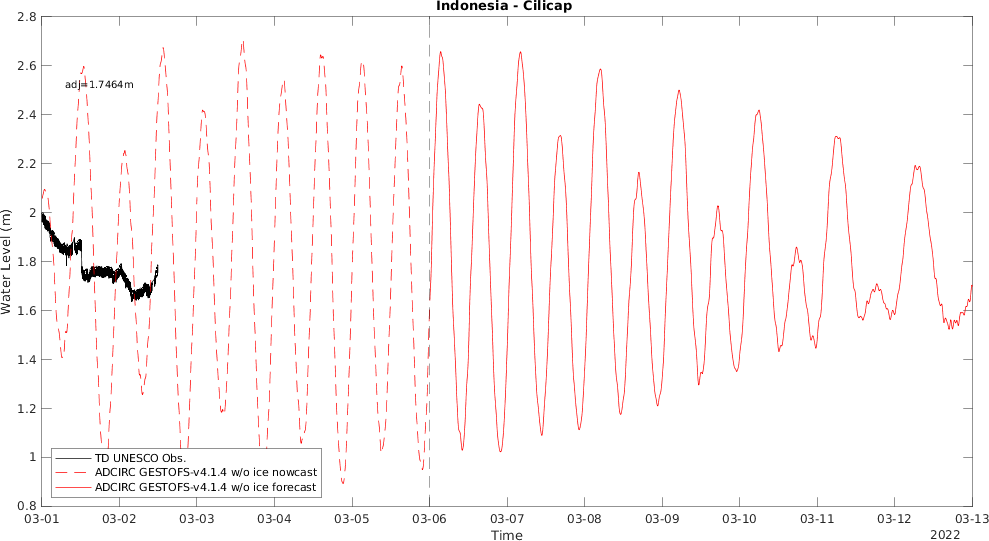 Indonesia - Cilicap
2.8
2.6
2.4
2.2
2
1.8
1.6
1.4
1.2
1
0.8
Water Level (m)
adj=1.7464m
TD UNESCO Obs.
ADCIRC GESTOFS-v4.1.4 w/o ice nowcast
ADCIRC GESTOFS-v4.1.4 w/o ice forecast
03-01 03-02 03-03 03-04 03-05 03-06 03-07 03-08 03-09 03-10 03-11 03-12 03-13
Time
2022